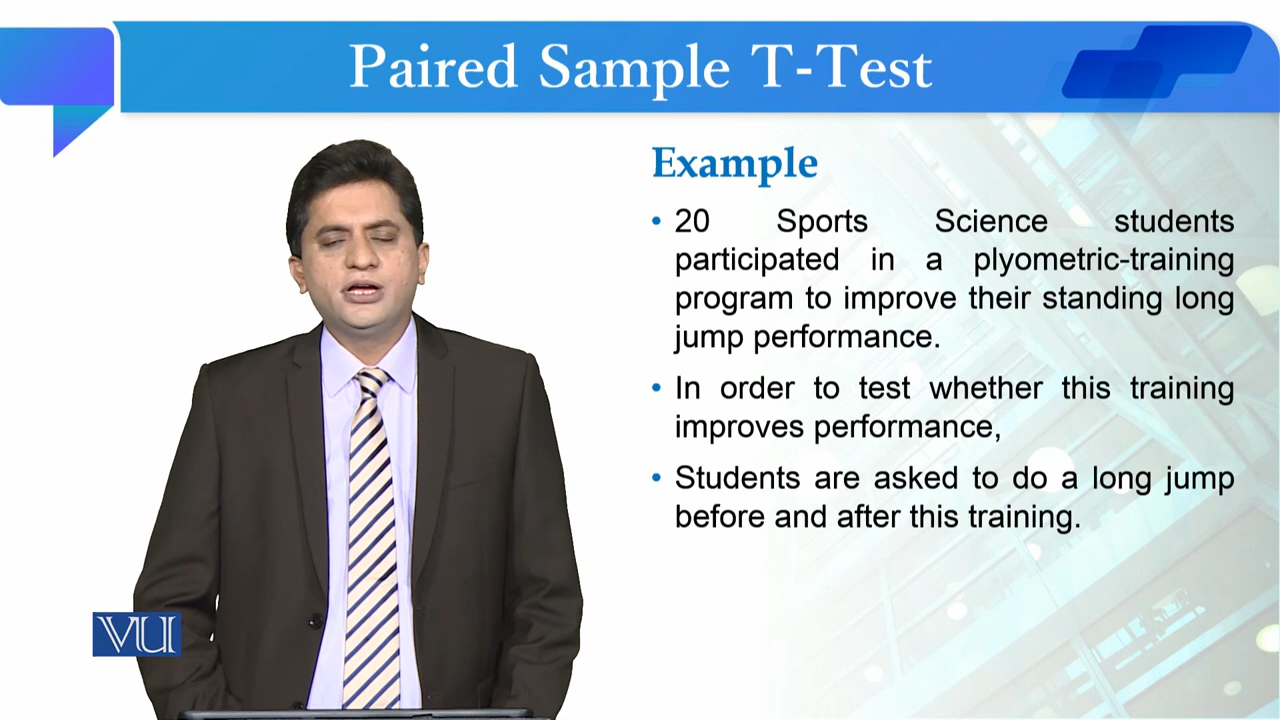 Paired Sample T-Test
Example
• 20 Sports Science students
participated in a plyometric-training
program to improve their standing long
jump performance.
• In order to test whether this training
improves performance,
• Students are asked to do a long jump
before and after this training.
VU